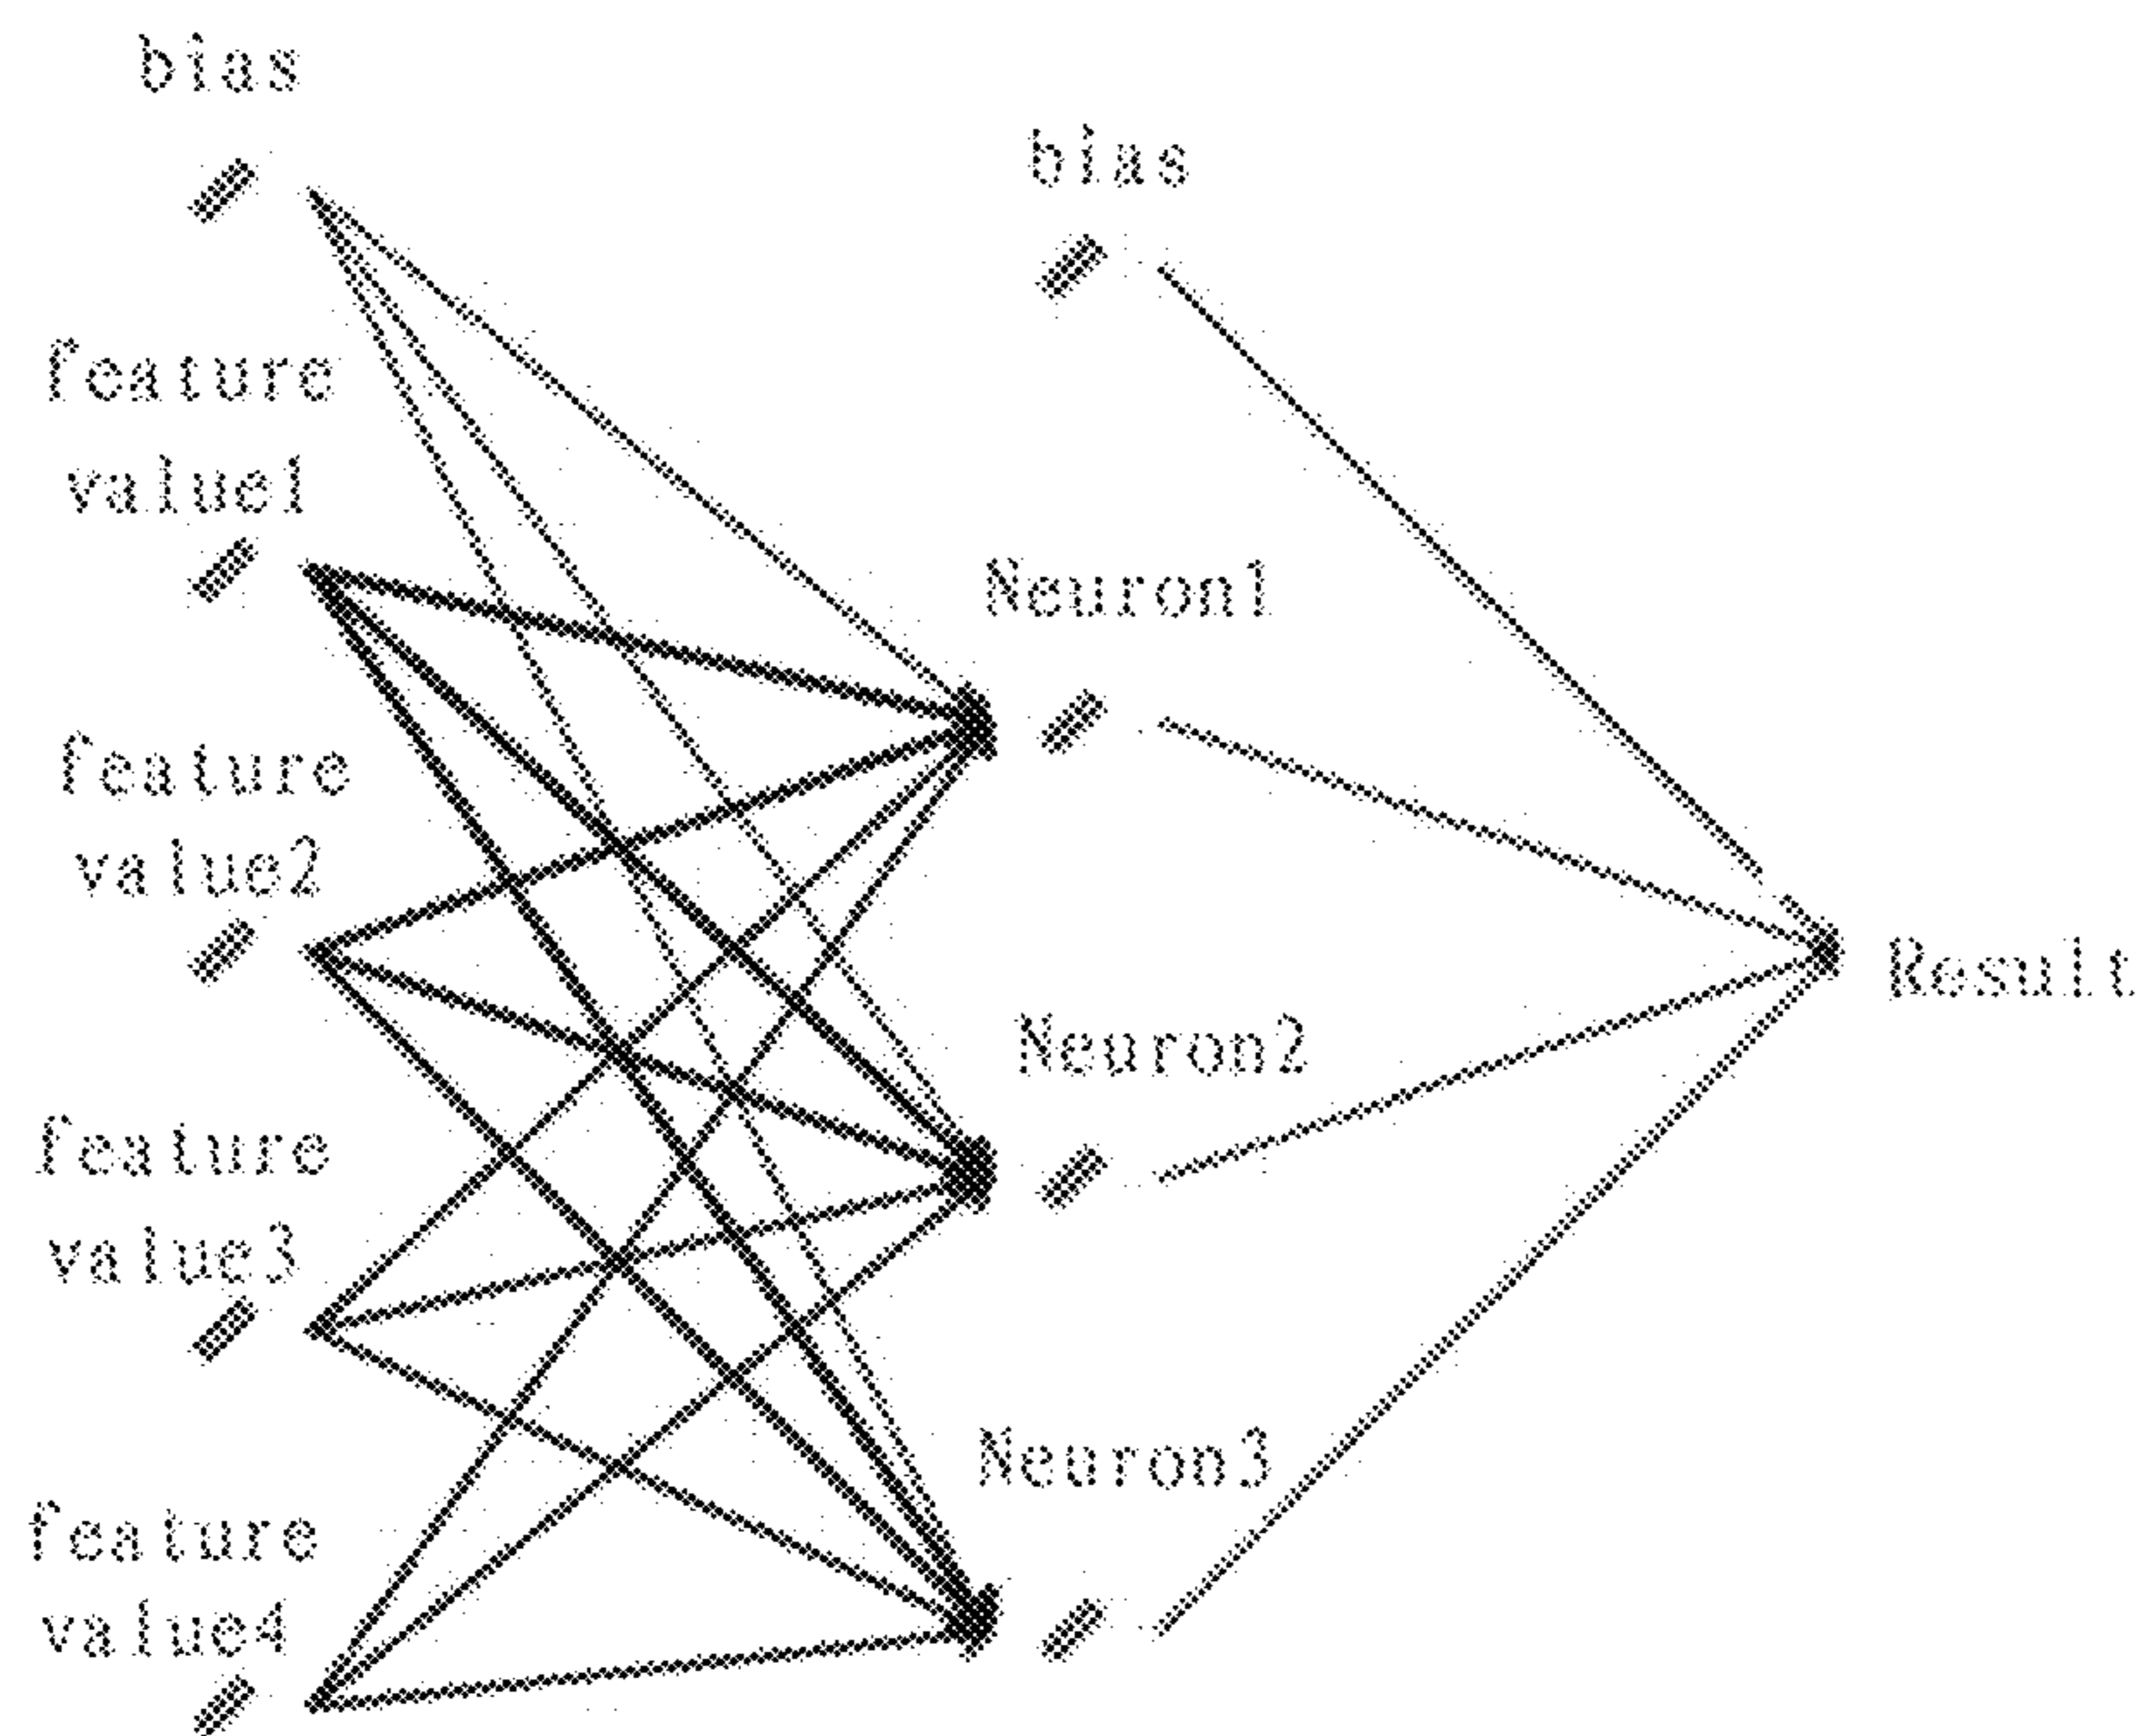 bias
feature
value1
feature
value2
feature
value3
feature
value4
bias
Neuron1
Neuron2
Neuron3
Result